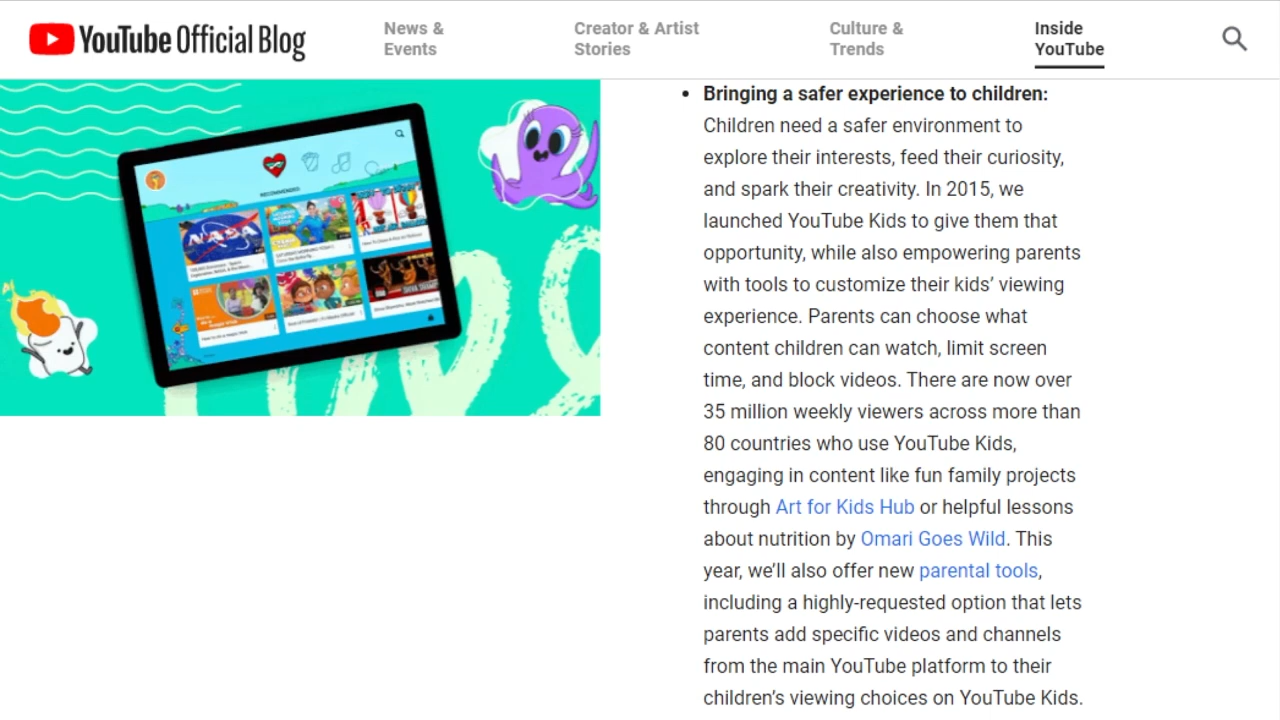 YouTube Official Blog
News &
Events
Creator & Artist
Stories
Culture &
Trends
Inside
YouTube
RECOMMENDED
NASA
• Bringing a safer experience to children:
Children need a safer environment to
explore their interests, feed their curiosity,
and spark their creativity. In 2015, we
launched YouTube Kids to give them that
opportunity, while also empowering parents
with tools to customize their kids’ viewing
experience. Parents can choose what
content children can watch, limit screen
time, and block videos. There are now over
35 million weekly viewers across more than
80 countries who use YouTube Kids,
engaging in content like fun family projects
through Art for Kids Hub or helpful lessons
about nutrition by Omari Goes Wild. This
year, we’ll also offer new parental tools,
including a highly-requested option that lets
parents add specific videos and channels
from the main YouTube platform to their
children’s viewing choices on YouTube Kids.